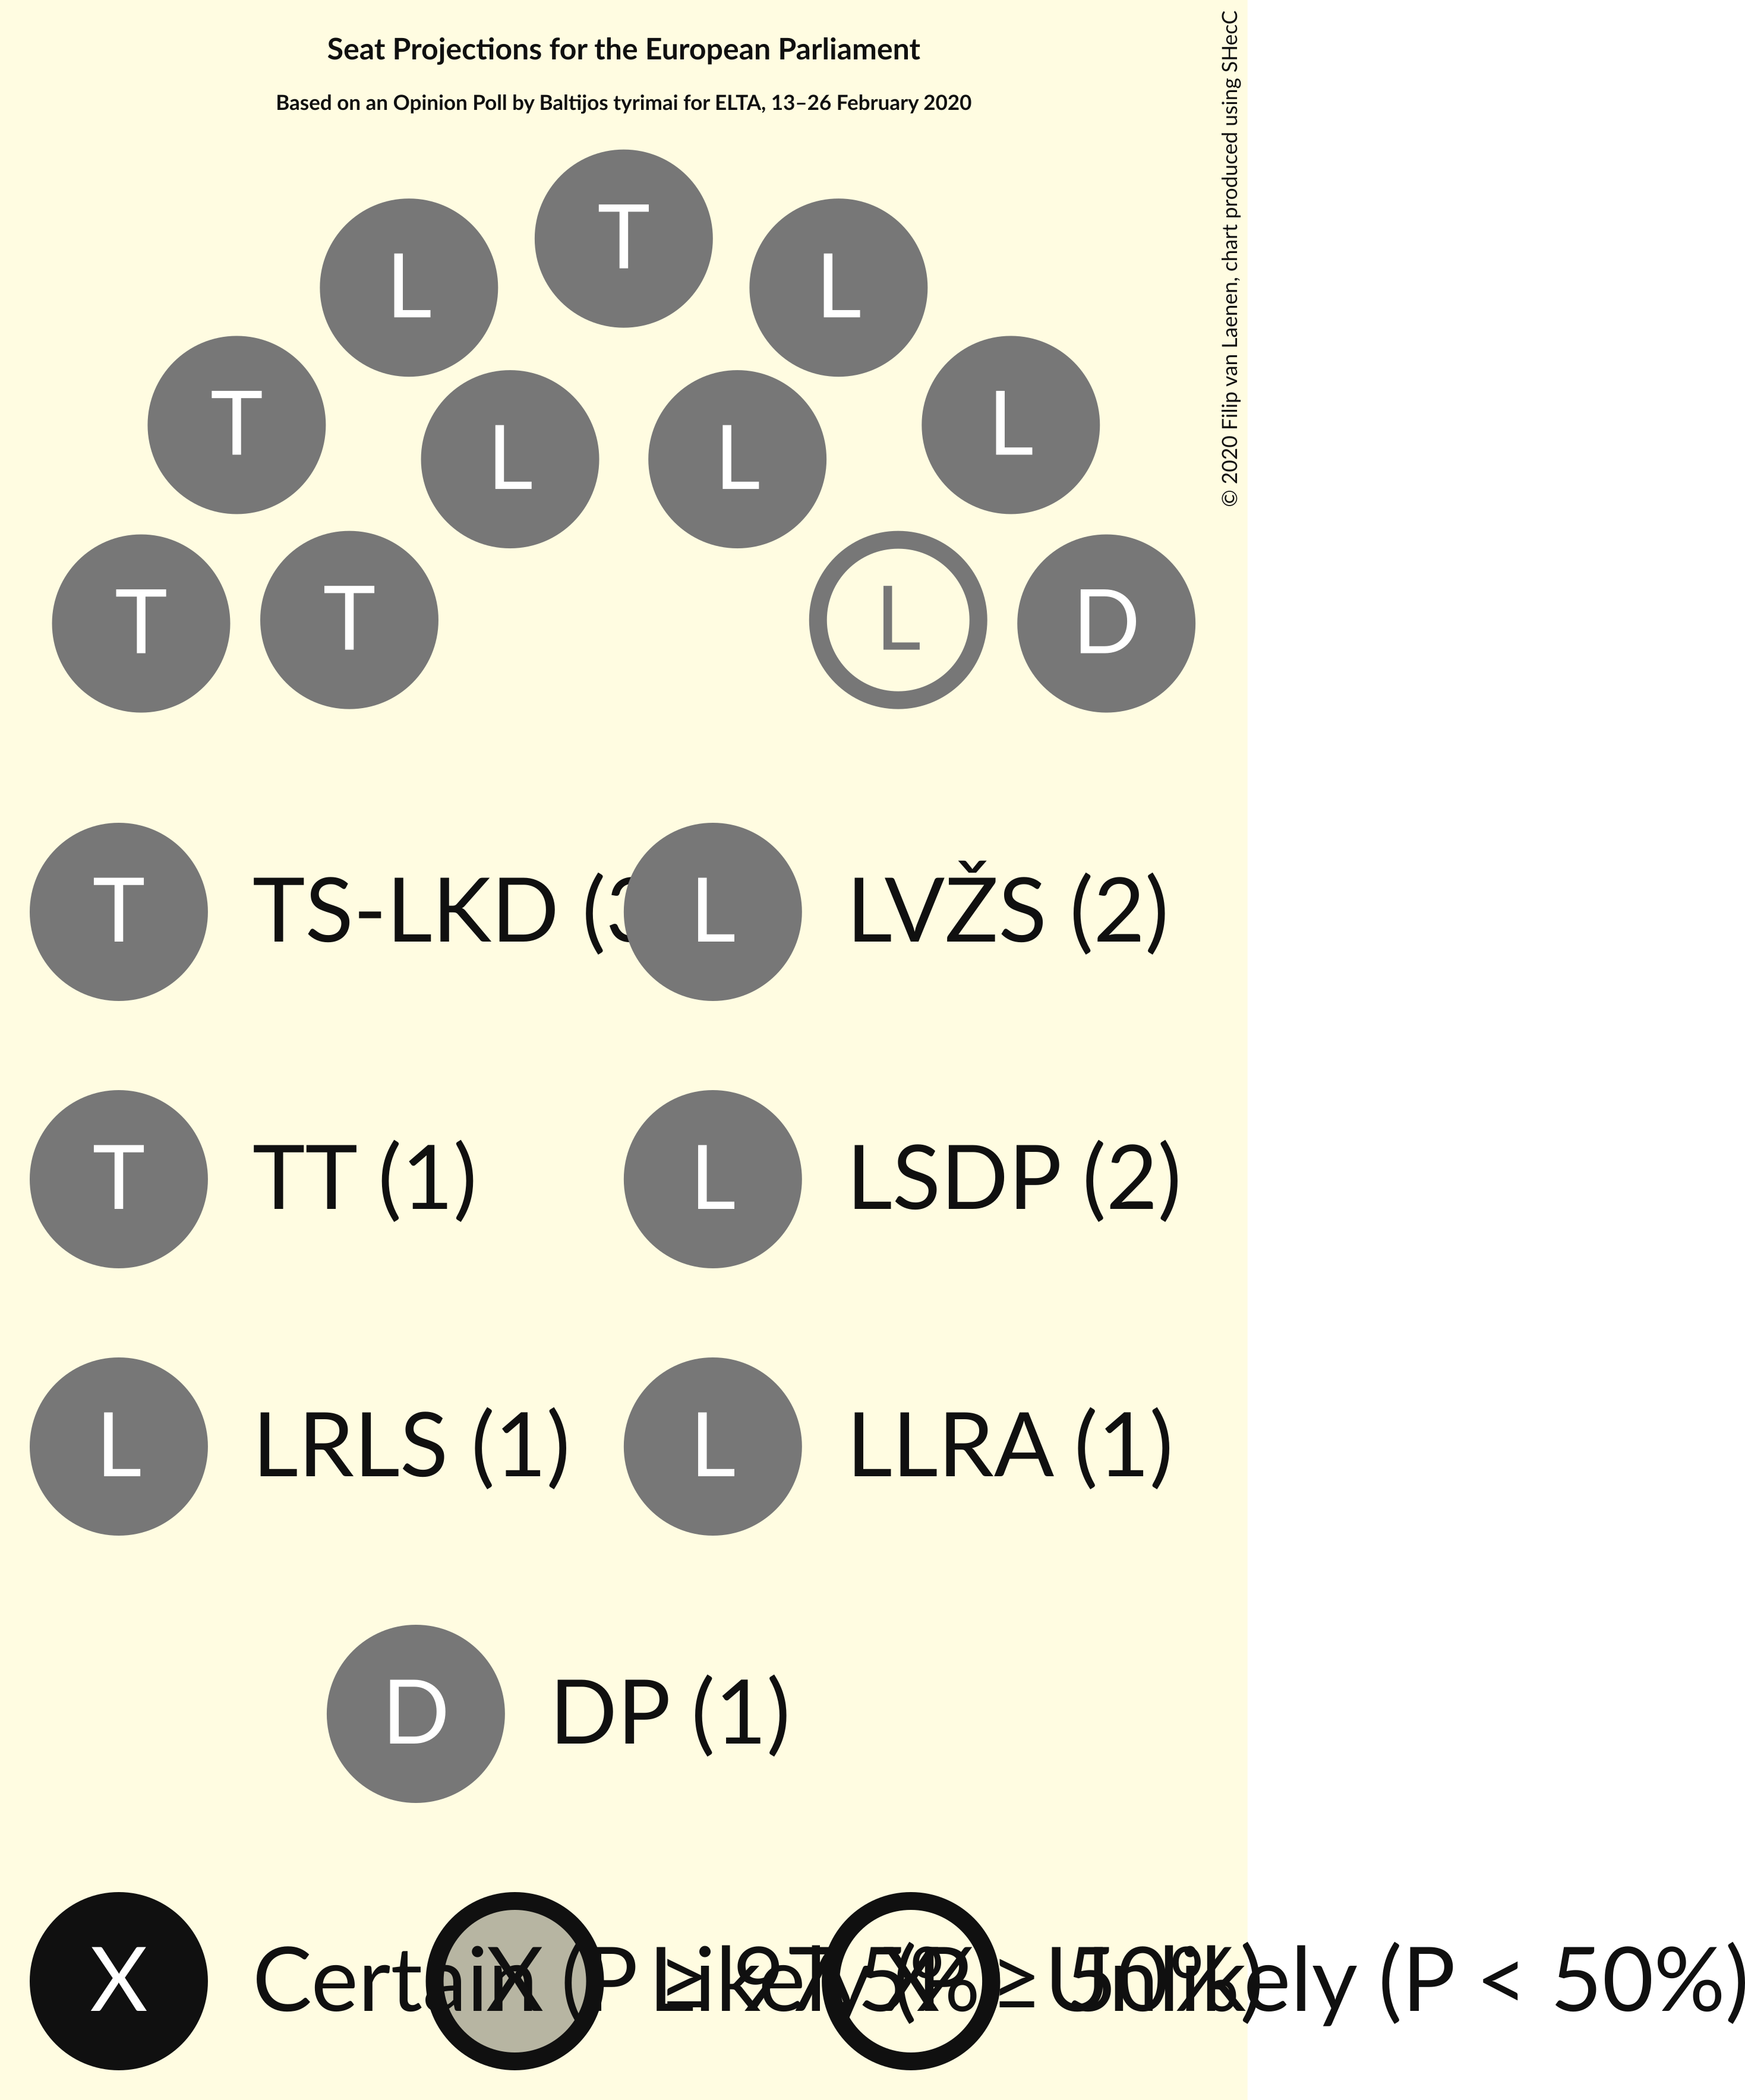 Seat Projections for the European Parliament
Based on an Opinion Poll by Baltijos tyrimai for ELTA, 13–26 February 2020
© 2020 Filip van Laenen, chart produced using SHecC
T
L
L
T
L
L
L
T
T
L
D
T TS-LKD (3 L LVŽS (2)
T TT (1) L LSDP (2)
L LRLS (1) L LLRA (1)
D DP (1)
X Certain (P ≥ X Likely (P ≥ 50%) X Unlikely (P < 50%)